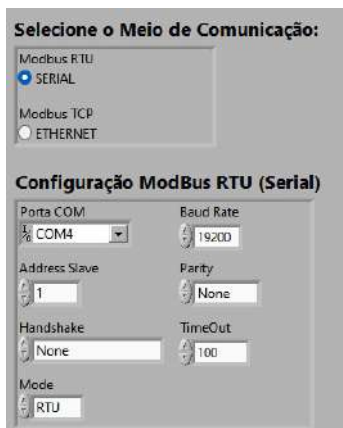 Selecione o Meio de Comunicação:
Modbus RTU
SERIAL
Modbus TCP
ETHERNET
Configuração ModBus RTU (Serial)
Porta COM Baud Rate
COM4 19200
Address Slave Parity
1 None
Handshake TimeOut
None 100
Mode
RTU